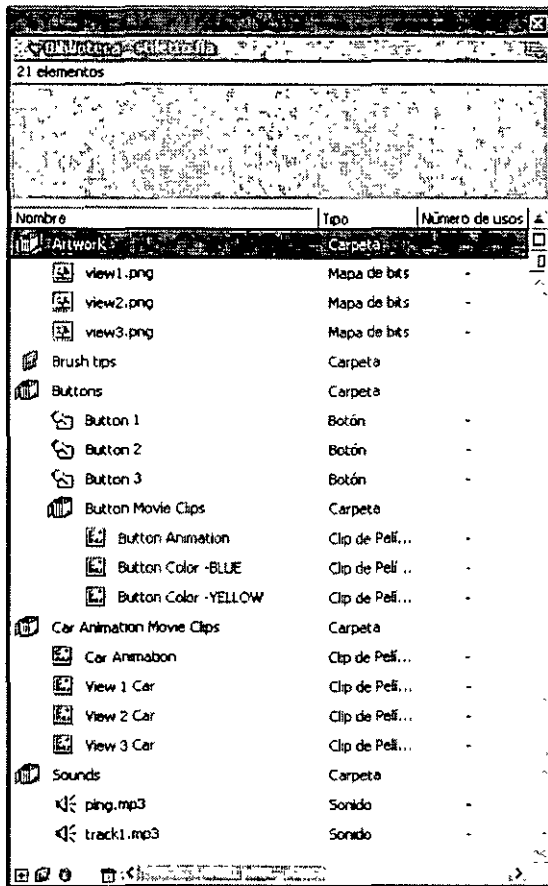 21 elementos
Nombre Tipo Número de usos
Artwork Carpeta
view1.png Mapa de bits -
view2.png Mapa de bits -
view3.png Mapa de bits -
Brush tips Carpeta
Buttons Carpeta
Button 1 Botón -
Button 2 Botón -
Button 3 Botón -
Button Movie Clips Carpeta
Button Animation Clip de Pelí... -
Button Color -BLUE Clip de Pelí... -
Button Color -YELLOW Clip de Pelí... -
Car Animation Movie Clips Carpeta
Car Animation Clip de Pelí... -
View 1 Car Clip de Pelí... -
View 2 Car Clip de Pelí... -
View 3 Car Clip de Pelí... -
Sounds Carpeta
ping.mp3 Sonido -
track1.mp3 Sonido -